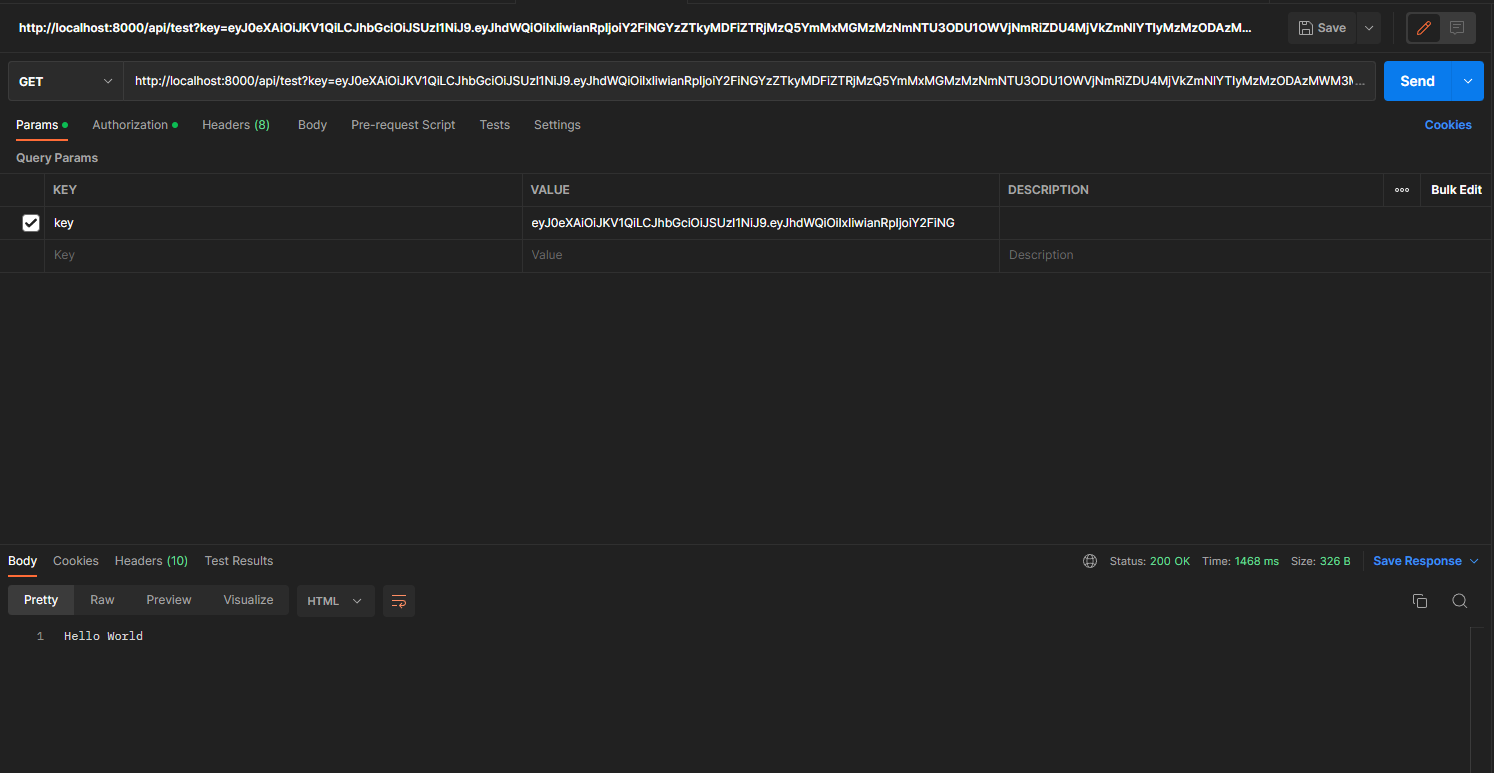 http://localhost:8000/api/test?key=eyJ0eXAiOiJKV1QiLCJhbGciOiJSUzI1NiJ9.eyJhdWQiOiIxIiwianRpIjoiY2FiNGYzZTkyMDFiZTRjMzQ5YmMxMGMzMzNmNTU3ODU1OWVjNmRiZDU4MjVkZmNlYTIyMzMzODAzM...
Save
GET
http://localhost:8000/api/test?key=eyJ0eXAiOiJKV1QiLCJhbGciOiJSUzI1NiJ9.eyJhdWQiOiIxIiwianRpIjoiY2FiNGYzZTkyMDFiZTRjMzQ5YmMxMGMzMzNmNTU3ODU1OWVjNmRiZDU4MjVkZmNlYTIyMzMzODAzMWM3M...
Send
Params Authorization Headers (8) Body Pre-request Script Tests Settings Cookies
Query Params
KEY VALUE DESCRIPTION Bulk Edit
key eyJ0eXAiOiJKV1QiLCJhbGciOiJSUzI1NiJ9.eyJhdWQiOiIxIiwianRpIjoiY2FiNG
Key Value Description
Body Cookies Headers (10) Test Results Status: 200 OK Time: 1468 ms Size: 326 B Save Response
Pretty Raw Preview Visualize HTML
1 Hello World